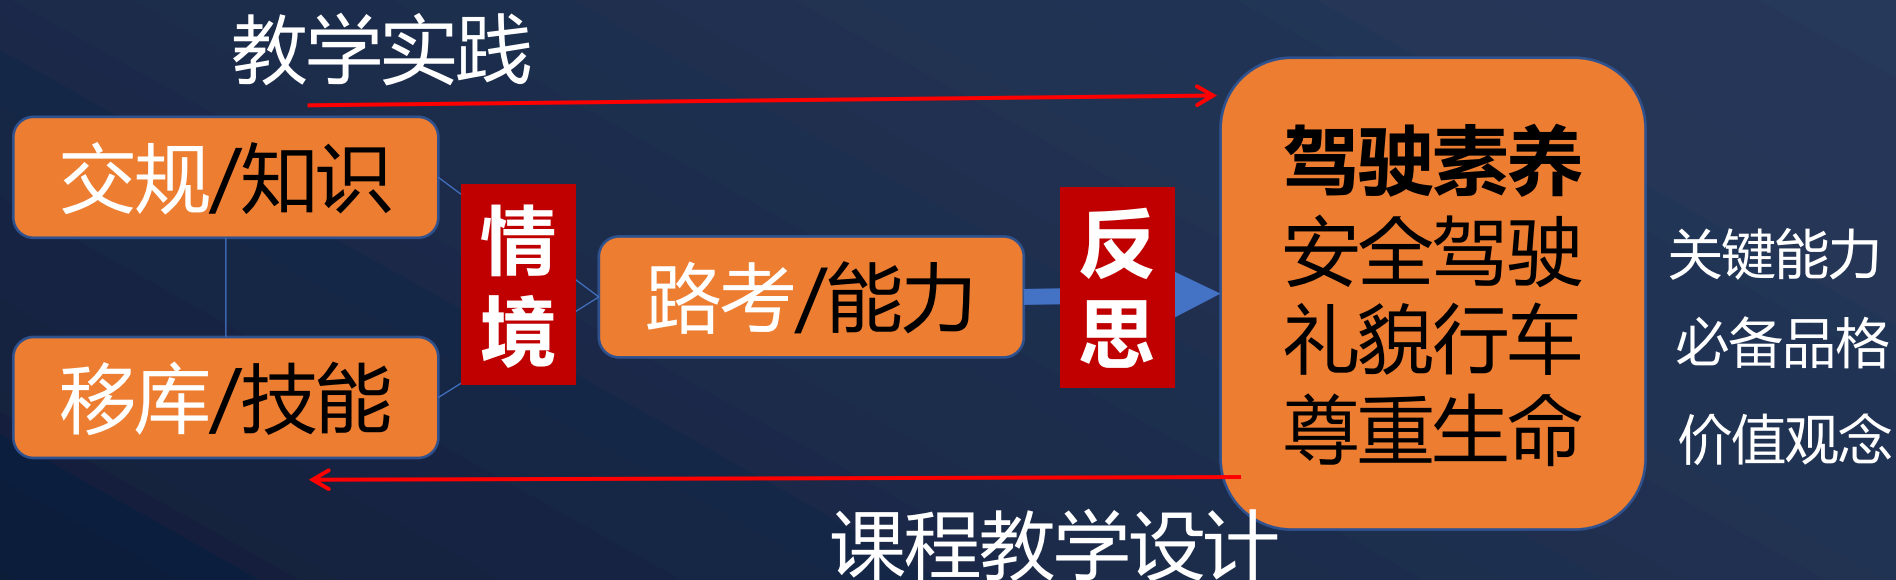 教学实践
交规/知识
移库/技能
情境
路考/能力
反思
驾驶素养
安全驾驶
礼貌行车
尊重生命
关键能力
必备品格
价值观念
课程教学设计